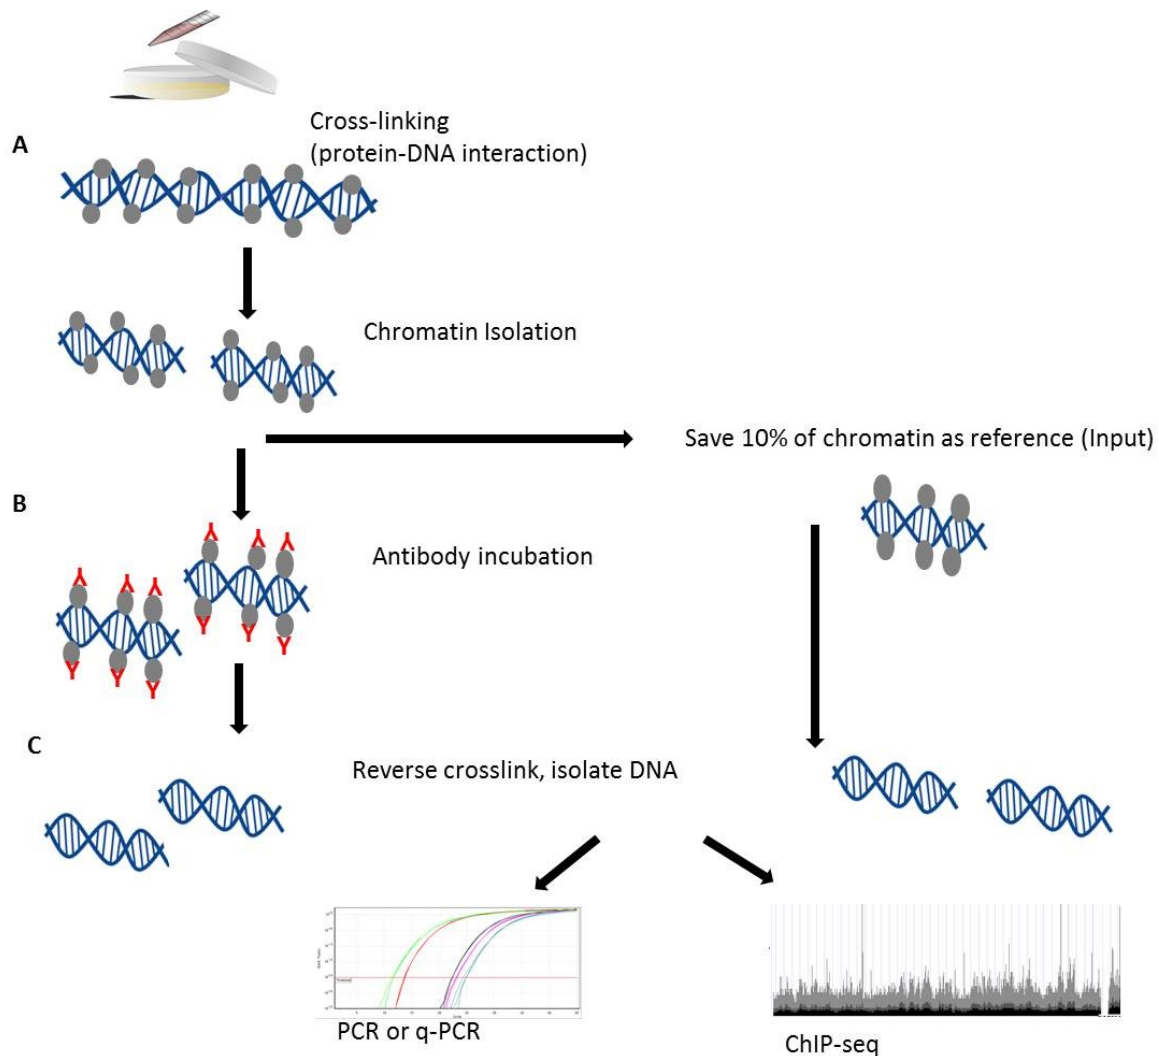 Cross-linking
A
(protein-DNA interaction)
Chromatin Isolation
Save 10% of chromatin as reference (Input)
B
Antibody incubation
C
Reverse crosslink, isolate DNA
PCR or q-PCR
ChIP-seq